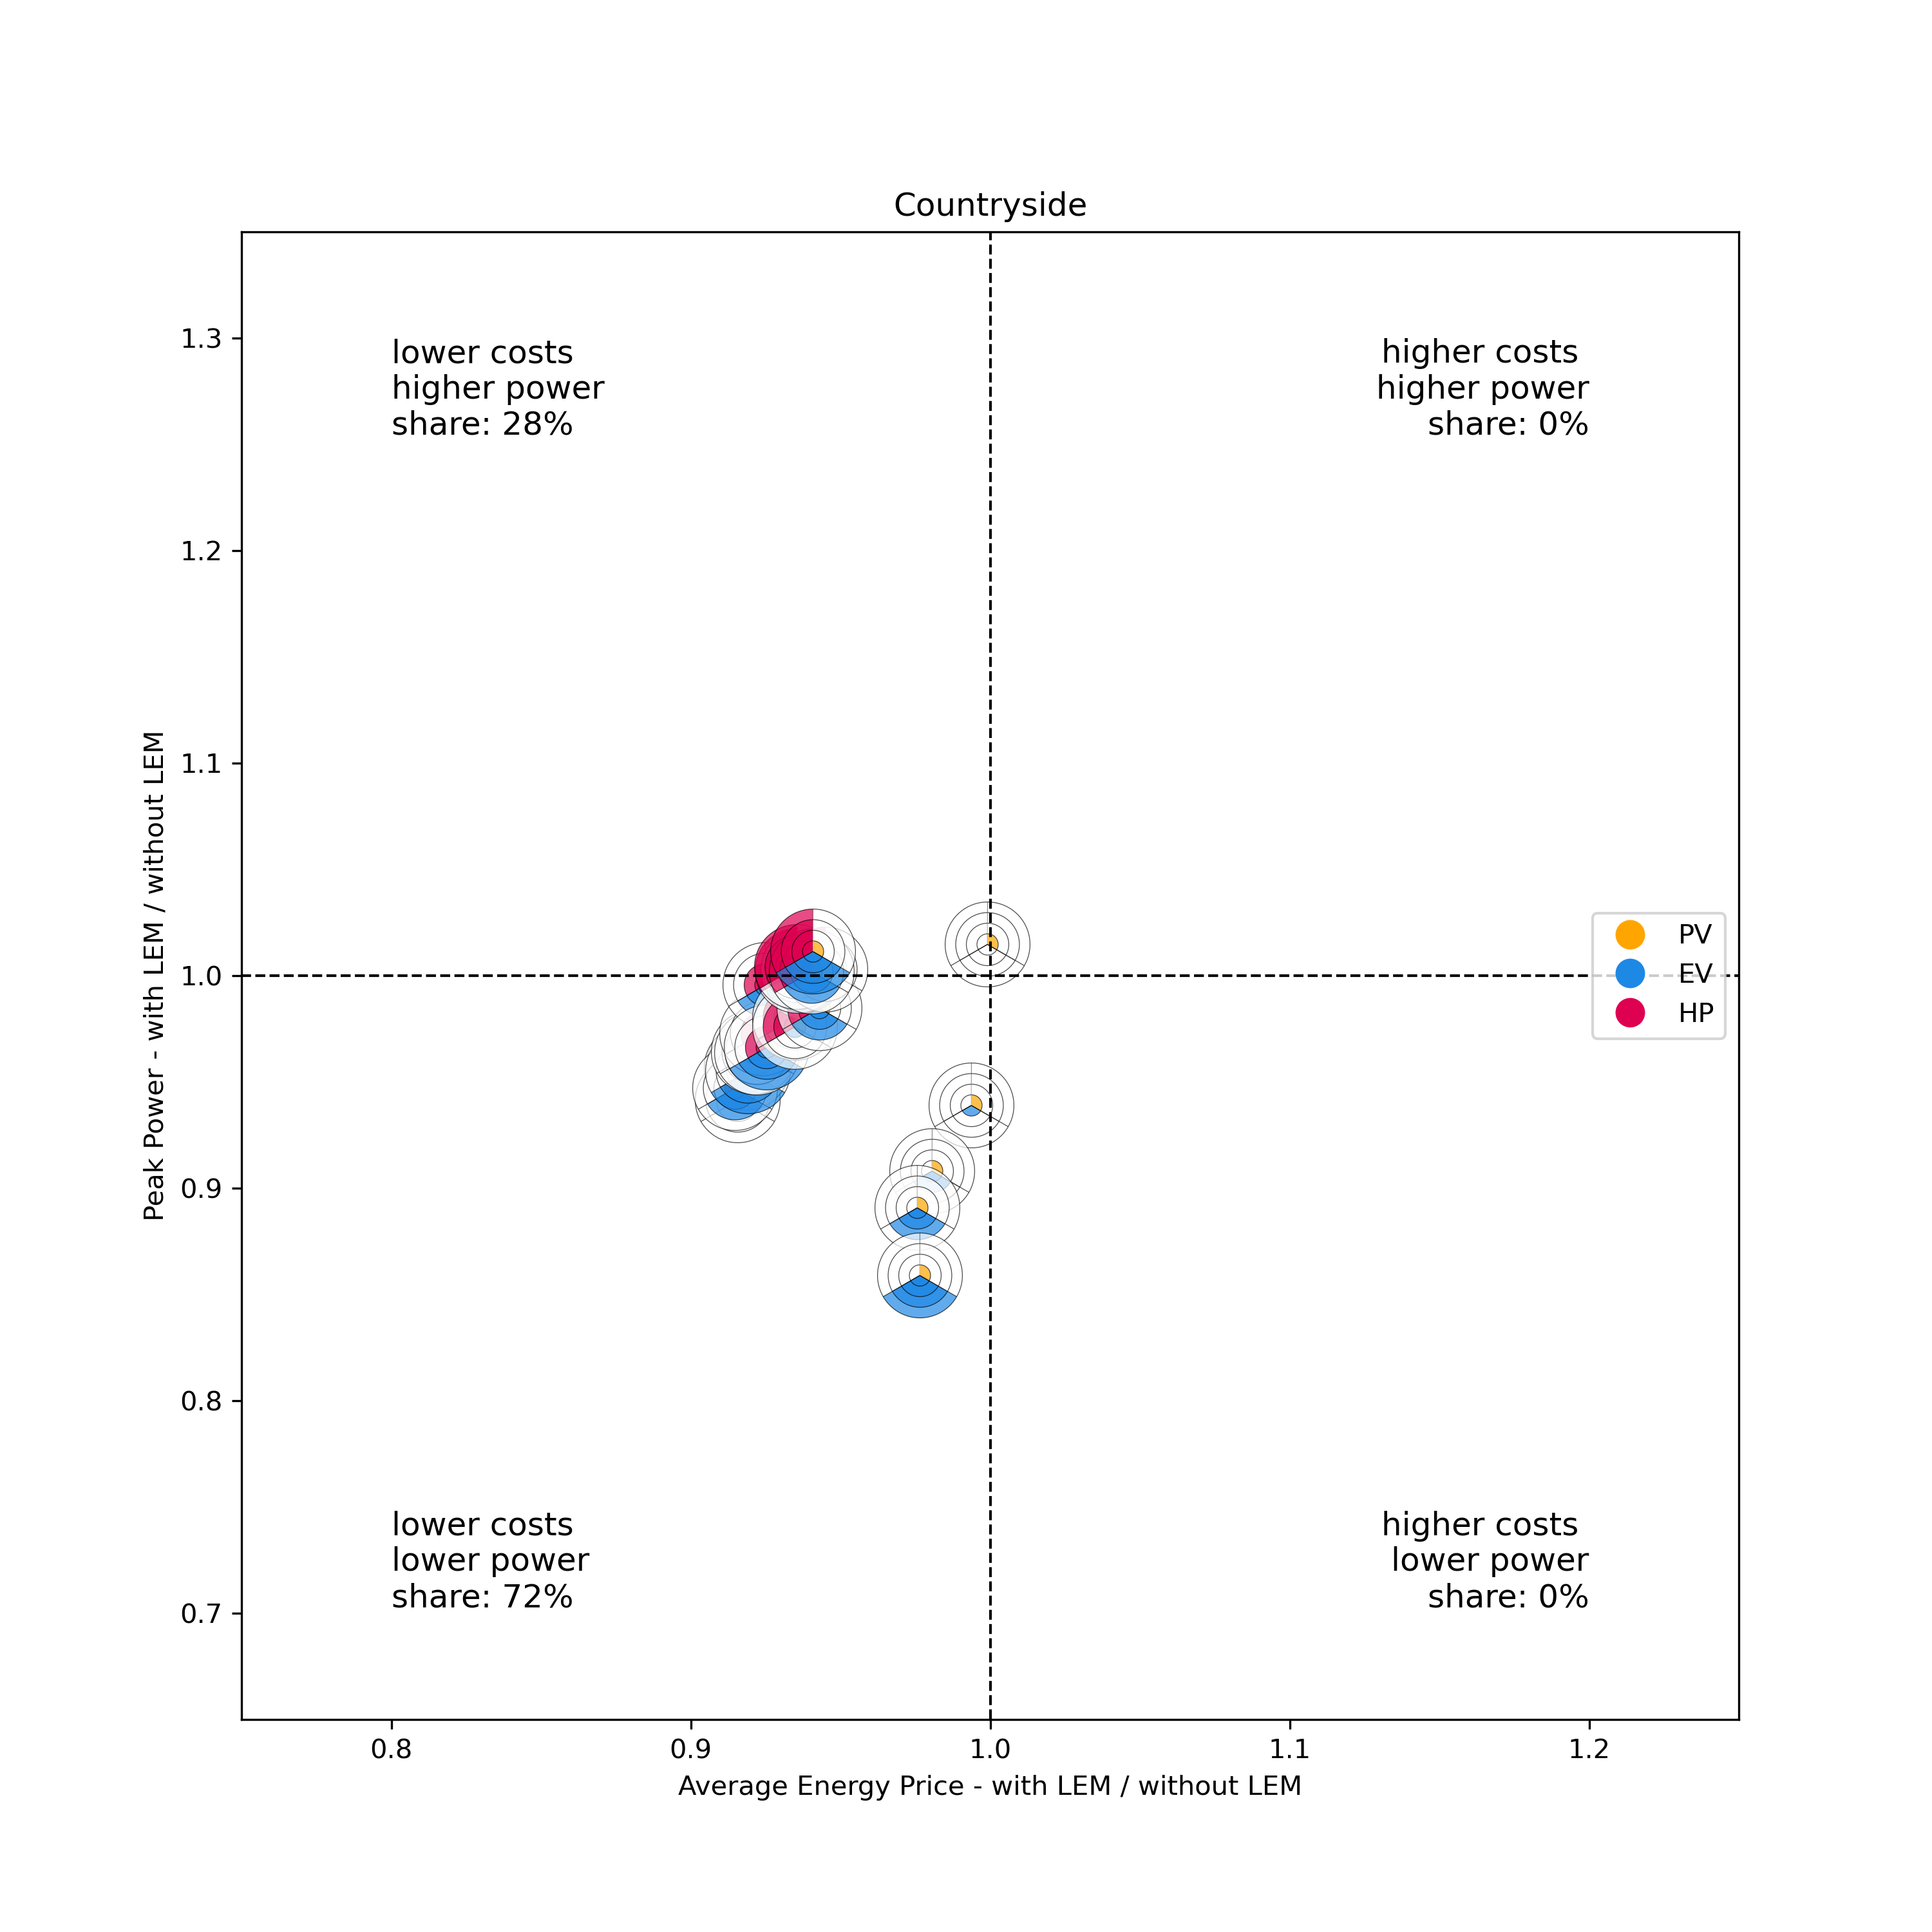 Countryside
lower costs
higher power
share: 28%
higher costs
higher power
share: 0%
1.3
1.2
1.1
1.0
0.9
0.8
0.7
Peak Power - with LEM / without LEM
PV
EV
HP
lower costs
lower power
share: 72%
higher costs
lower power
share: 0%
0.8
0.9
1.0
1.1
1.2
Average Energy Price - with LEM / without LEM